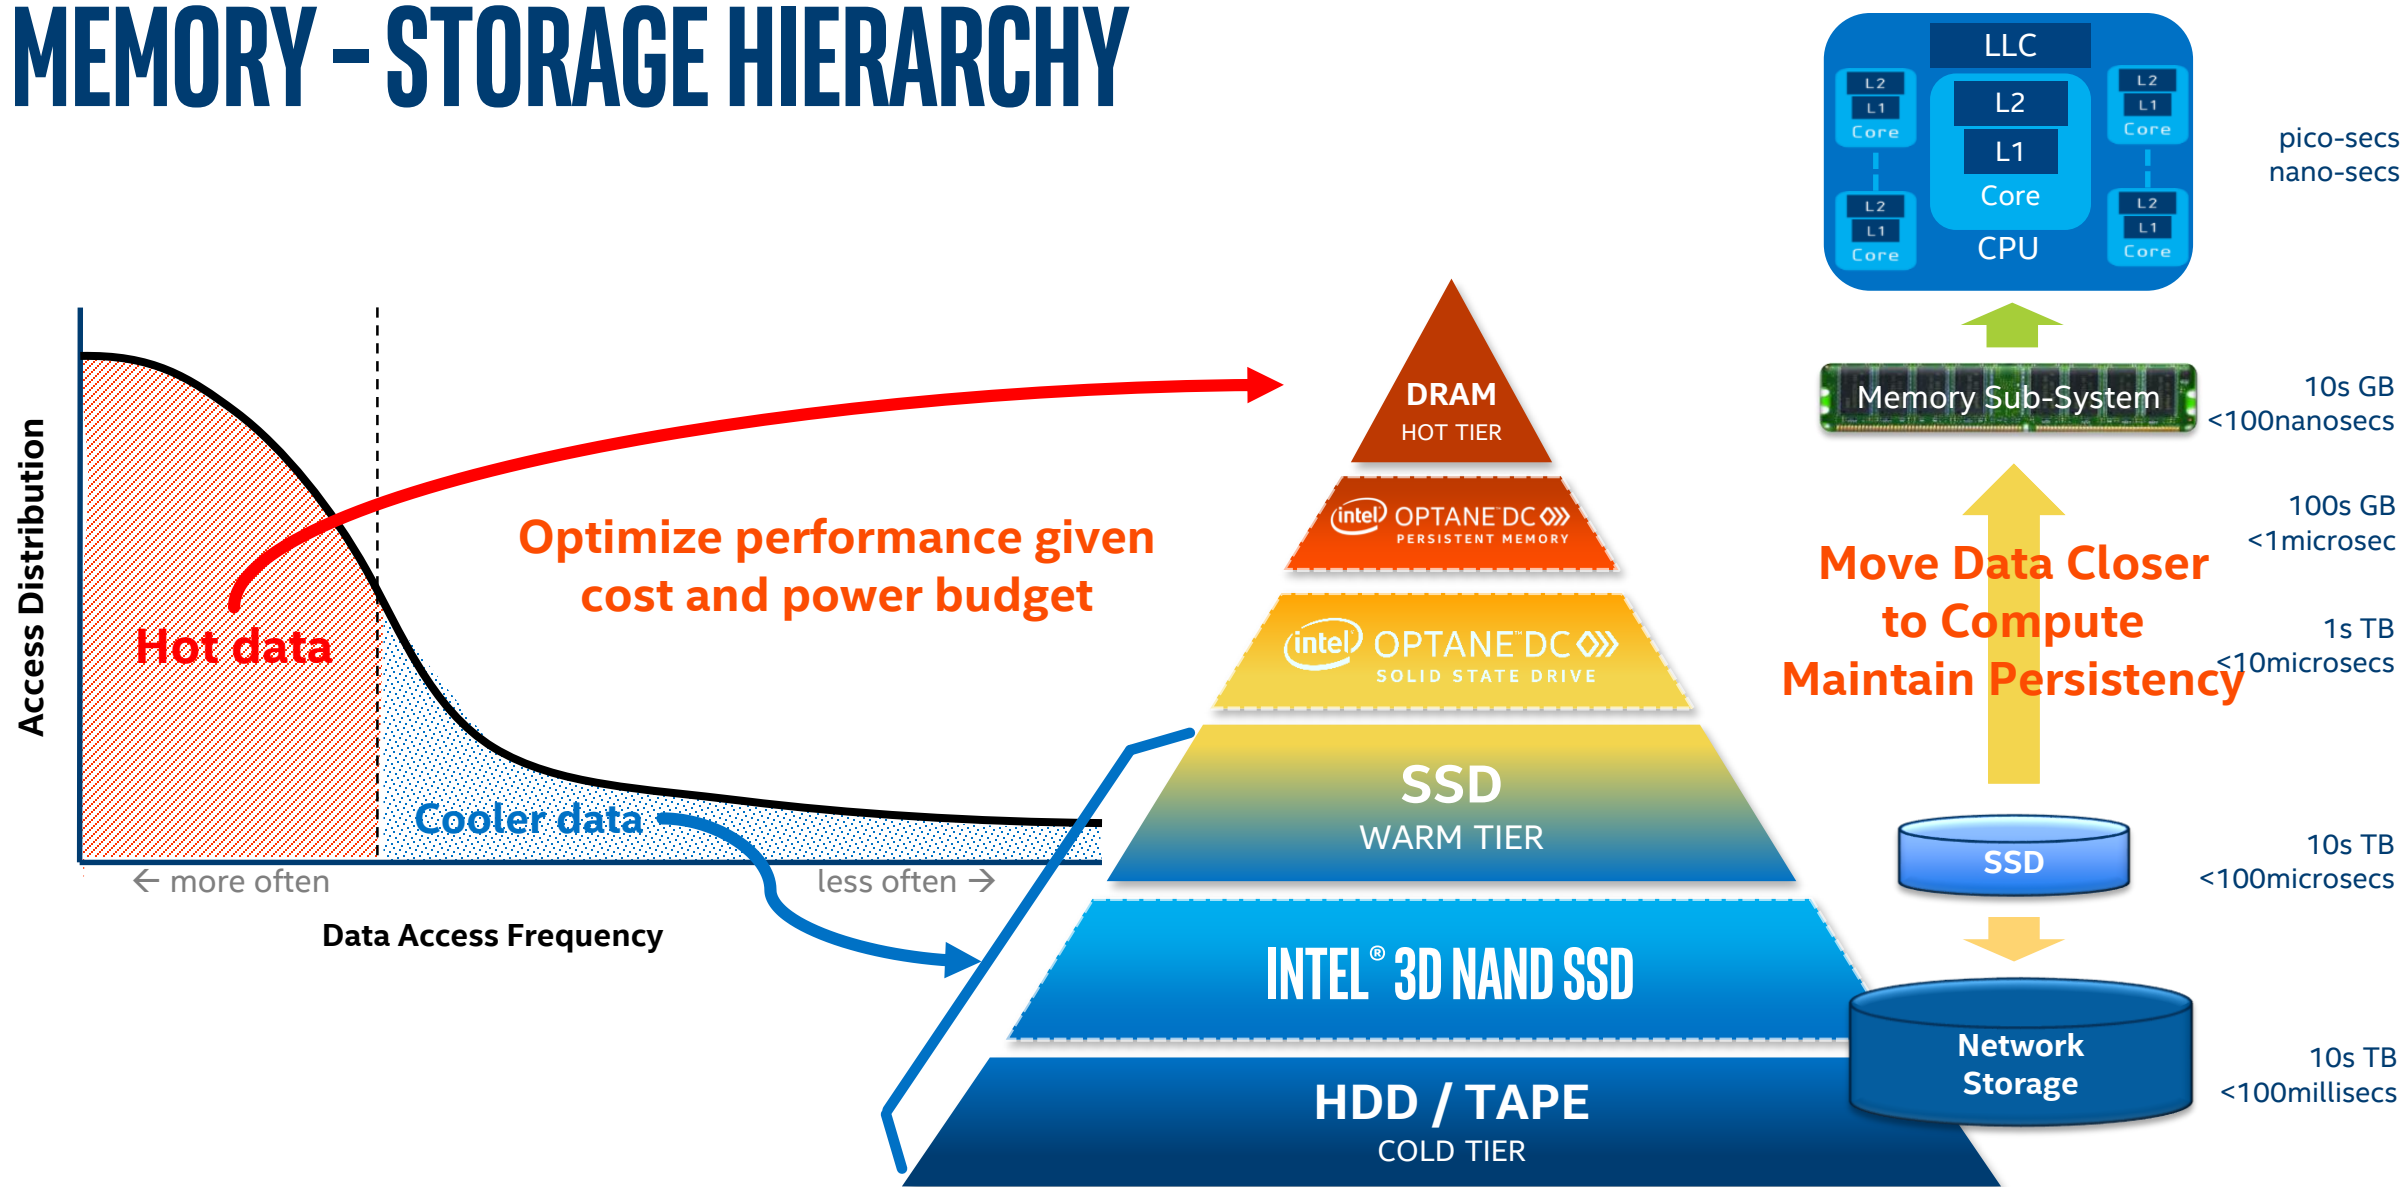 MEMORY – STORAGE HIERARCHY
Access Distribution
Hot data
Cooler data
← more often
less often →
Data Access Frequency
Optimize performance given
cost and power budget
DRAM
HOT TIER
intel OPTANE™ DC
PERSISTENT MEMORY
intel OPTANE™ DC
SOLID STATE DRIVE
SSD
WARM TIER
INTEL® 3D NAND SSD
HDD / TAPE
COLD TIER
LLC
L2
L1
Core
L2
L1
Core
L2
L1
Core
L2
L1
Core
L2
L1
Core
CPU
pico-secs
nano-secs
Memory Sub-System
10s GB
<100nanosecs
100s GB
<1microsec
Move Data Closer
to Compute
Maintain Persistency
1s TB
<10microsecs
SSD
10s TB
<100microsecs
Network
Storage
10s TB
<100millisecs